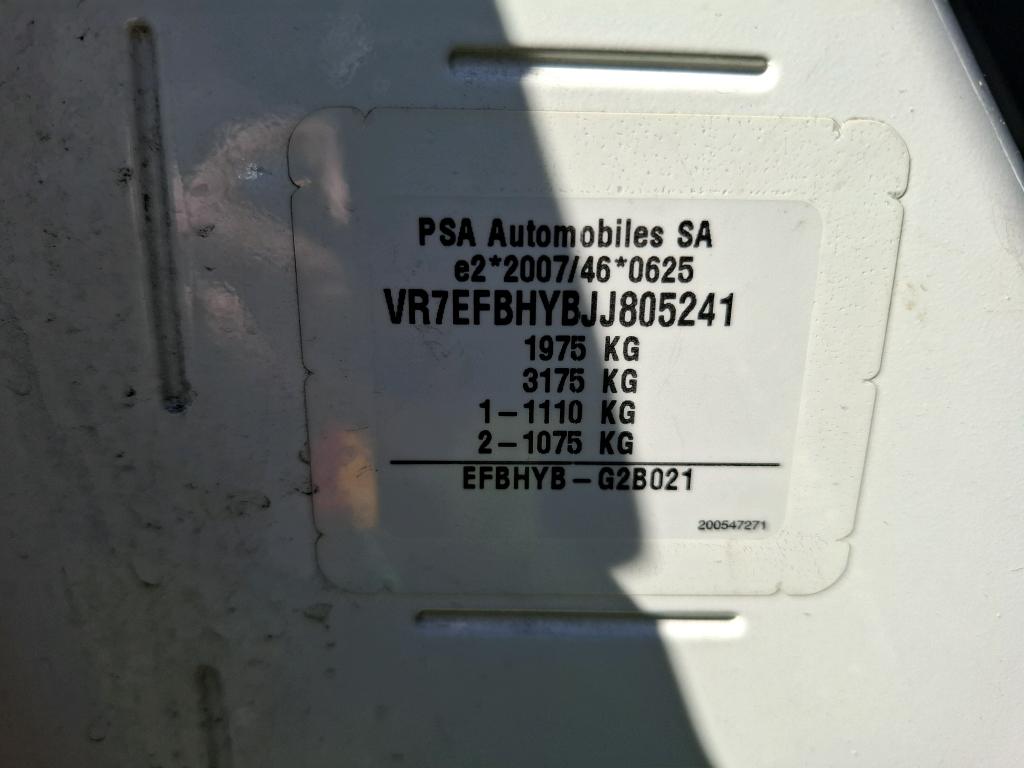 PSA Automobiles SA
e2*2007/46*0625
VR7EFBHYBJJ805241
1975 KG
3175 KG
1-1110 KG
2-1075 KG
EFBHYB-G2B021
200547271